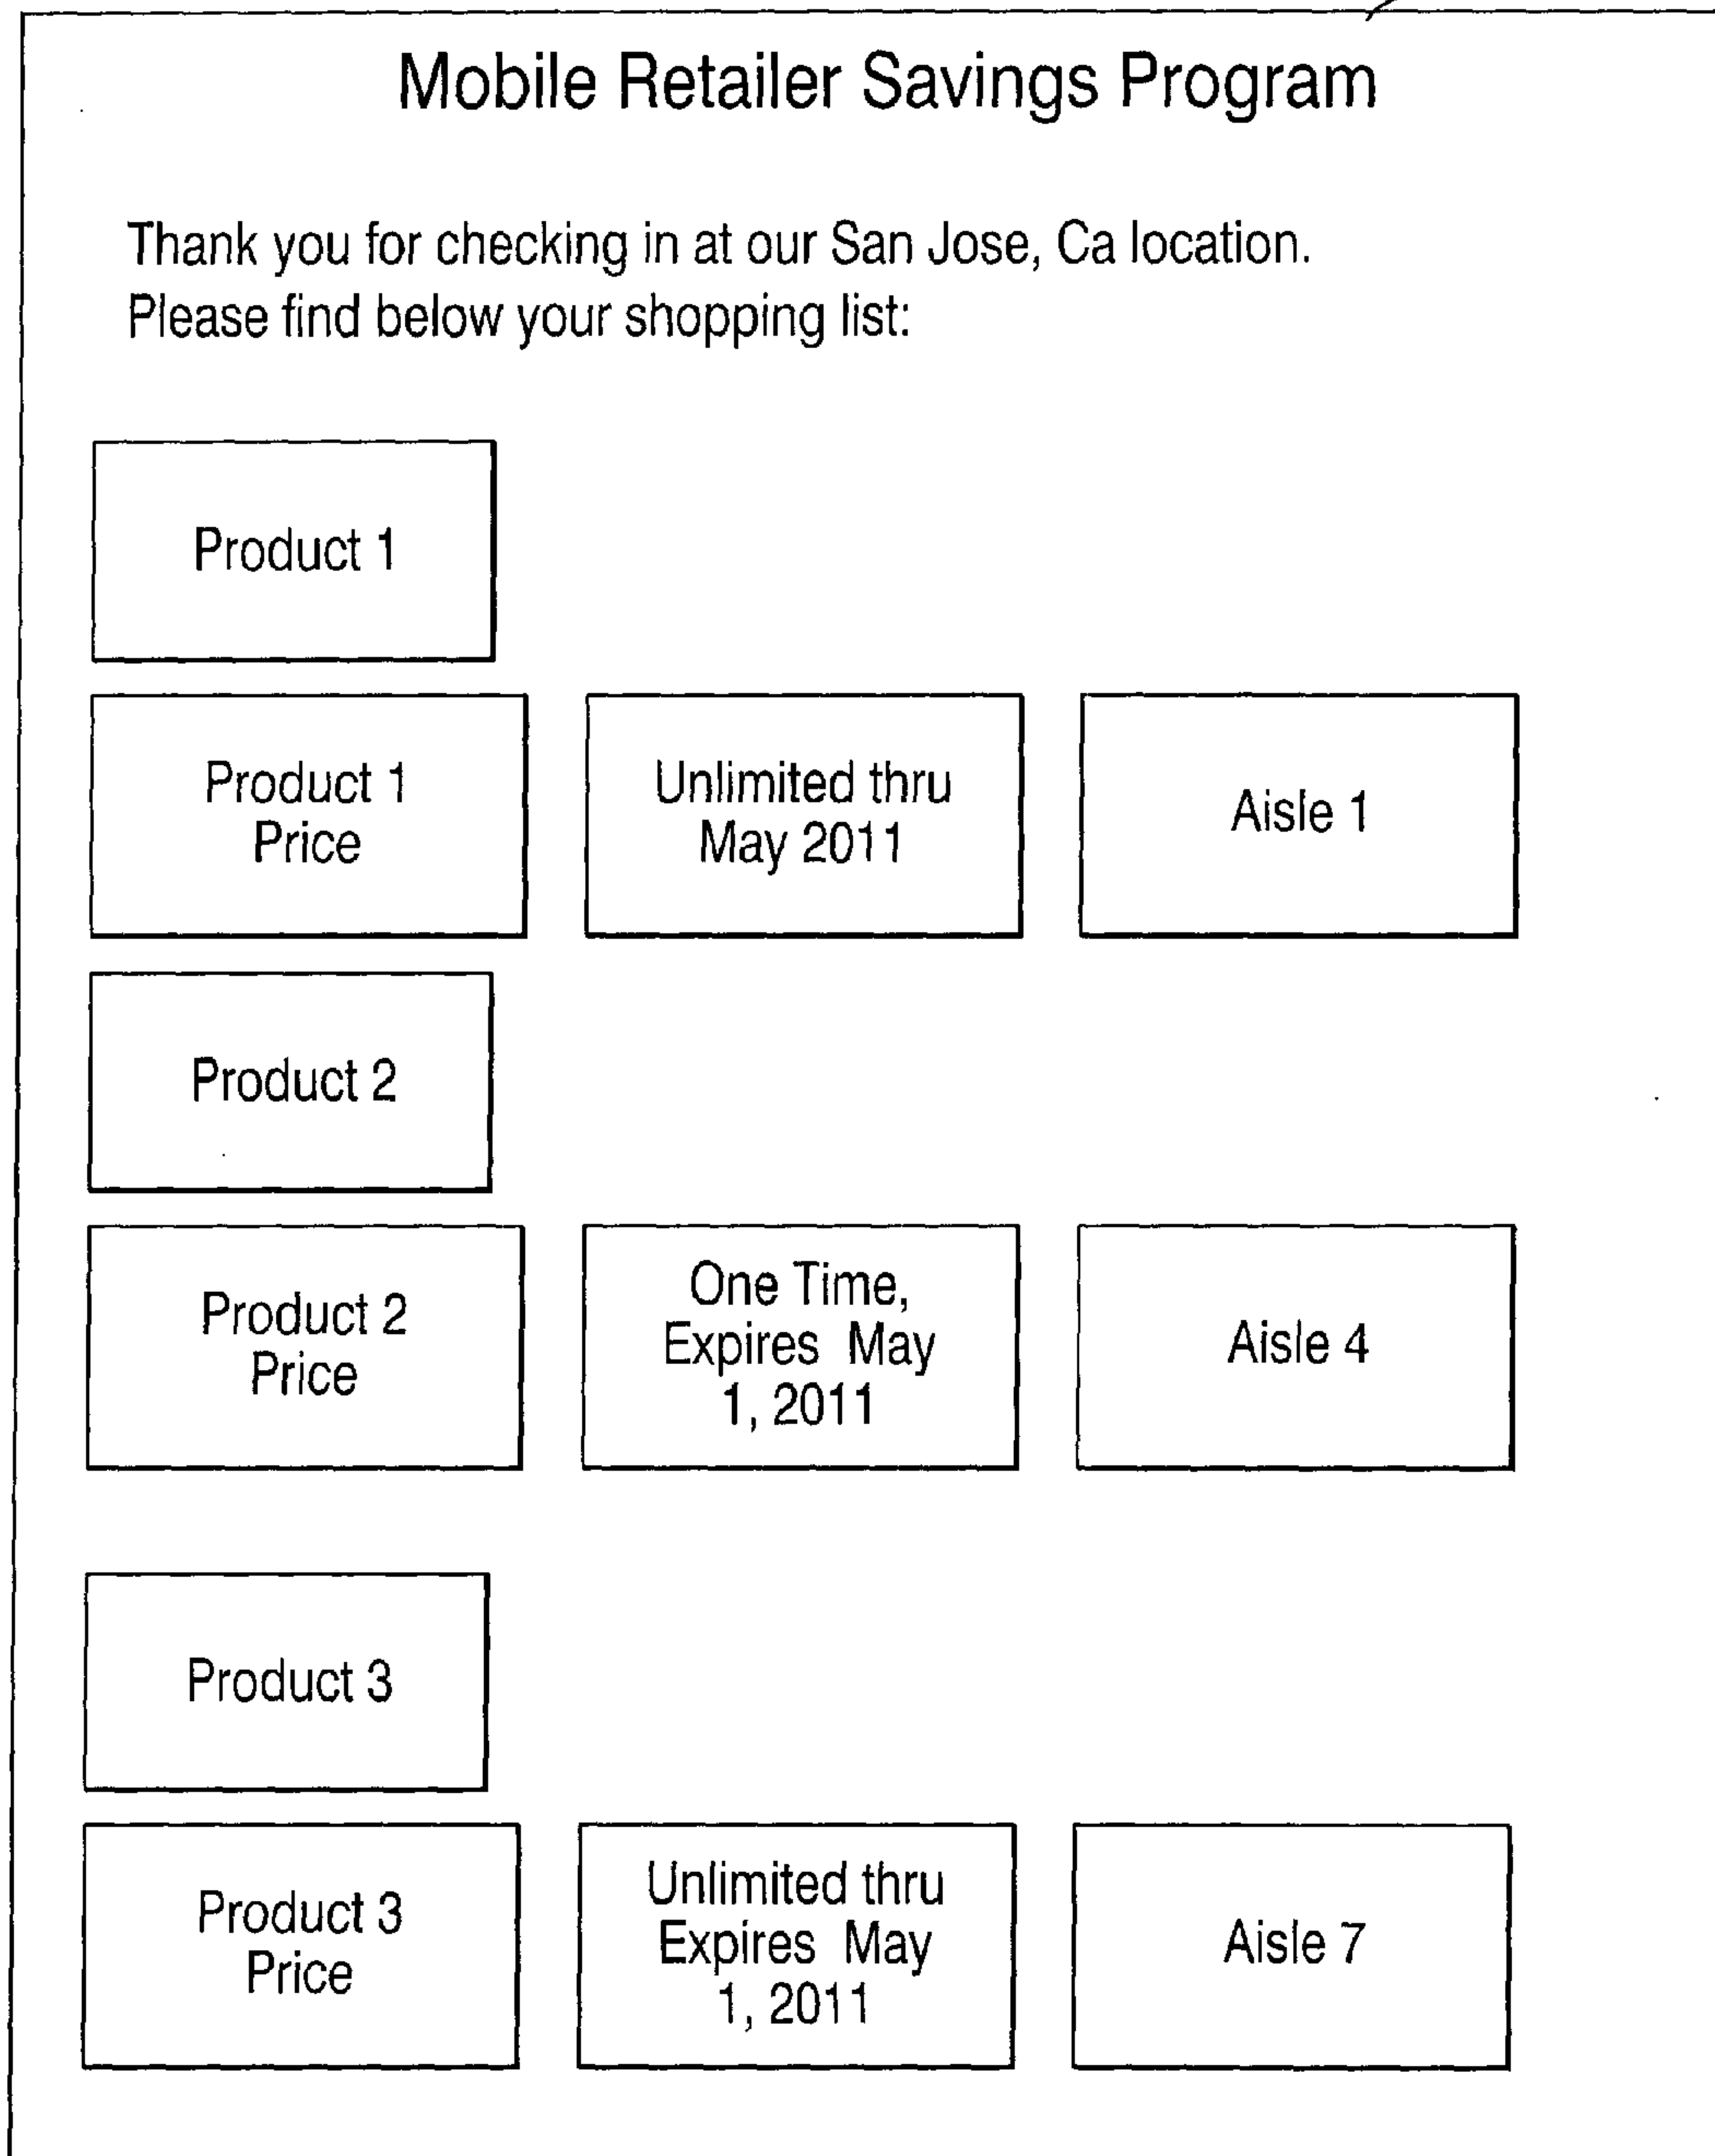 Mobile Retailer Savings Program
Thank you for checking in at our San Jose, Ca location.
Please find below your shopping list:
Product 1
Product 1
Price
Unlimited thru
May 2011
Aisle 1
Product 2
Product 2
Price
One Time,
Expires May
1, 2011
Aisle 4
Product 3
Product 3
Price
Unlimited thru
Expires May
1, 2011
Aisle 7